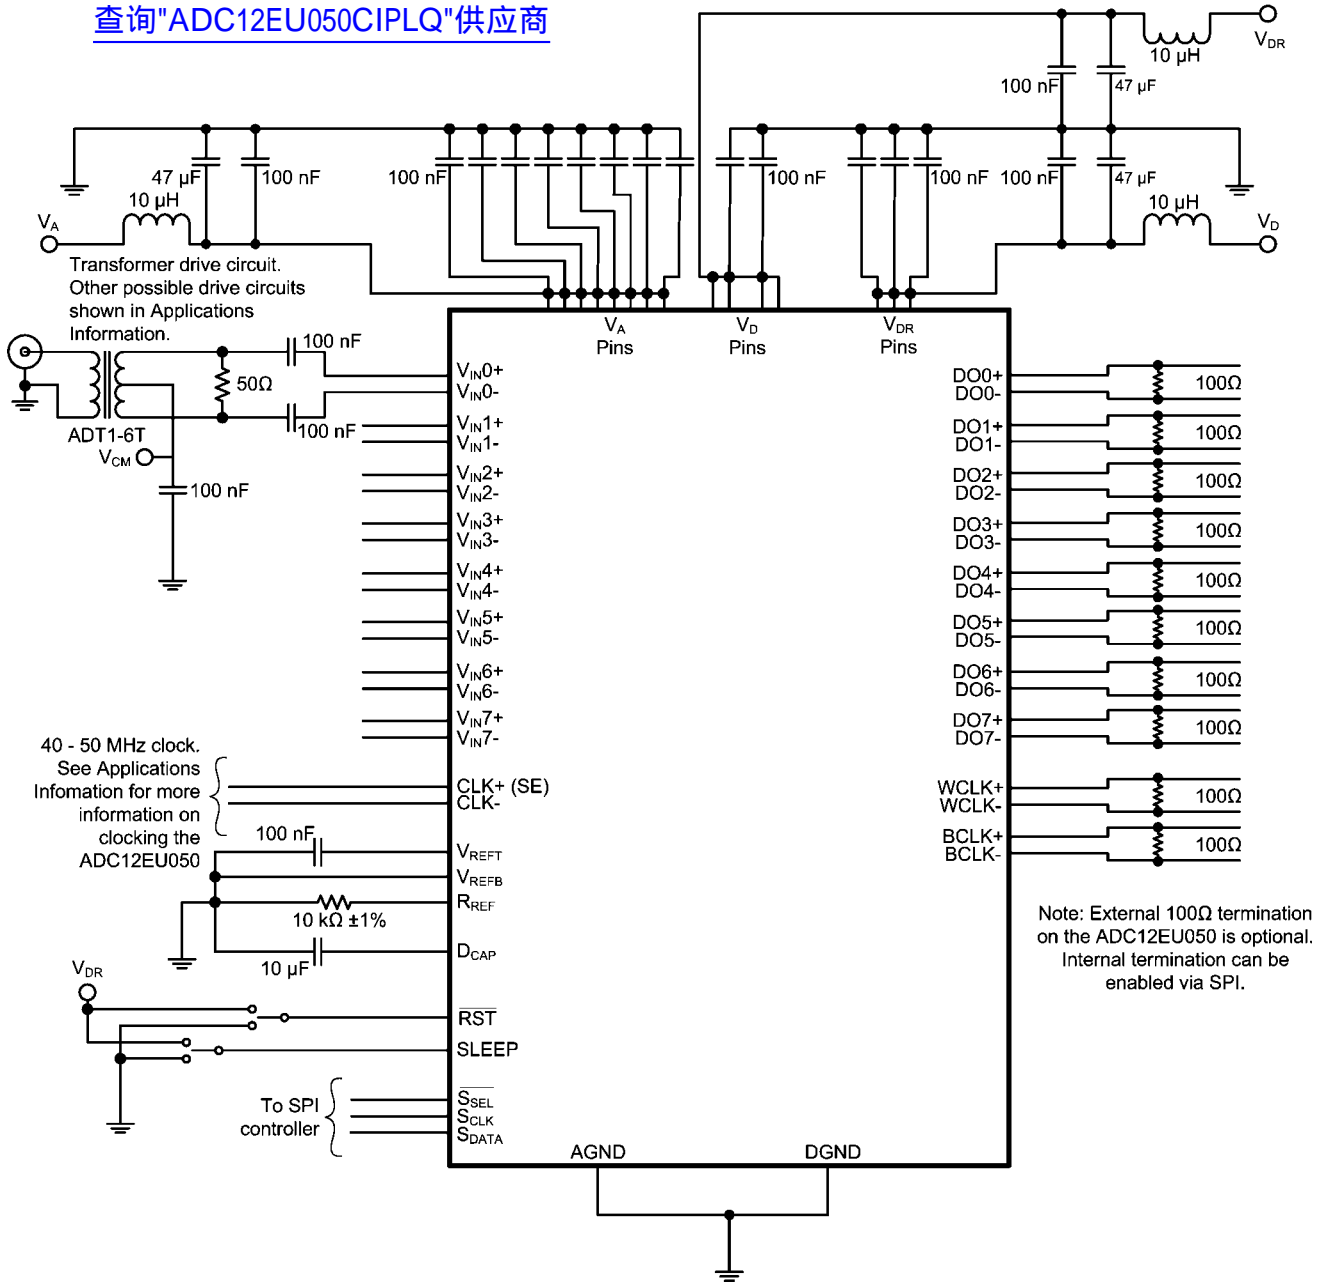 查询"ADC12EU050CIPLQ"供应商
VDR
10 µH
100 nF
47 µF
47 µF
100 nF
100 nF
100 nF
100 nF
100 nF
47 µF
10 µH
10 µH
VA
VD
Transformer drive circuit.
Other possible drive circuits
shown in Applications
Information.
VA
Pins
VD
Pins
VDR
Pins
100 nF
50Ω
100 nF
ADT1-6T
VCM
100 nF
VIN0+
VIN0-
VIN1+
VIN1-
VIN2+
VIN2-
VIN3+
VIN3-
VIN4+
VIN4-
VIN5+
VIN5-
VIN6+
VIN6-
VIN7+
VIN7-
DO0+
DO0-
100Ω
DO1+
DO1-
100Ω
DO2+
DO2-
100Ω
DO3+
DO3-
100Ω
DO4+
DO4-
100Ω
DO5+
DO5-
100Ω
DO6+
DO6-
100Ω
DO7+
DO7-
100Ω
WCLK+
WCLK-
100Ω
BCLK+
BCLK-
100Ω
40 - 50 MHz clock.
See Applications
Infomation for more
information on
clocking the
ADC12EU050
CLK+ (SE)
CLK-
100 nF
VREFT
VREFB
RREF
10 kΩ ±1%
DCAP
10 µF
Note: External 100Ω termination
on the ADC12EU050 is optional.
Internal termination can be
enabled via SPI.
VDR
RST
SLEEP
To SPI
controller
SSEL
SCLK
SDATA
AGND
DGND